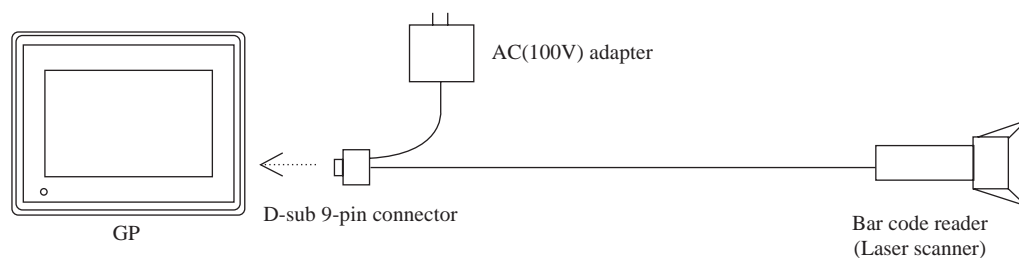 AC(100V) adapter
D-sub 9-pin connector
GP
Bar code reader
(Laser scanner)